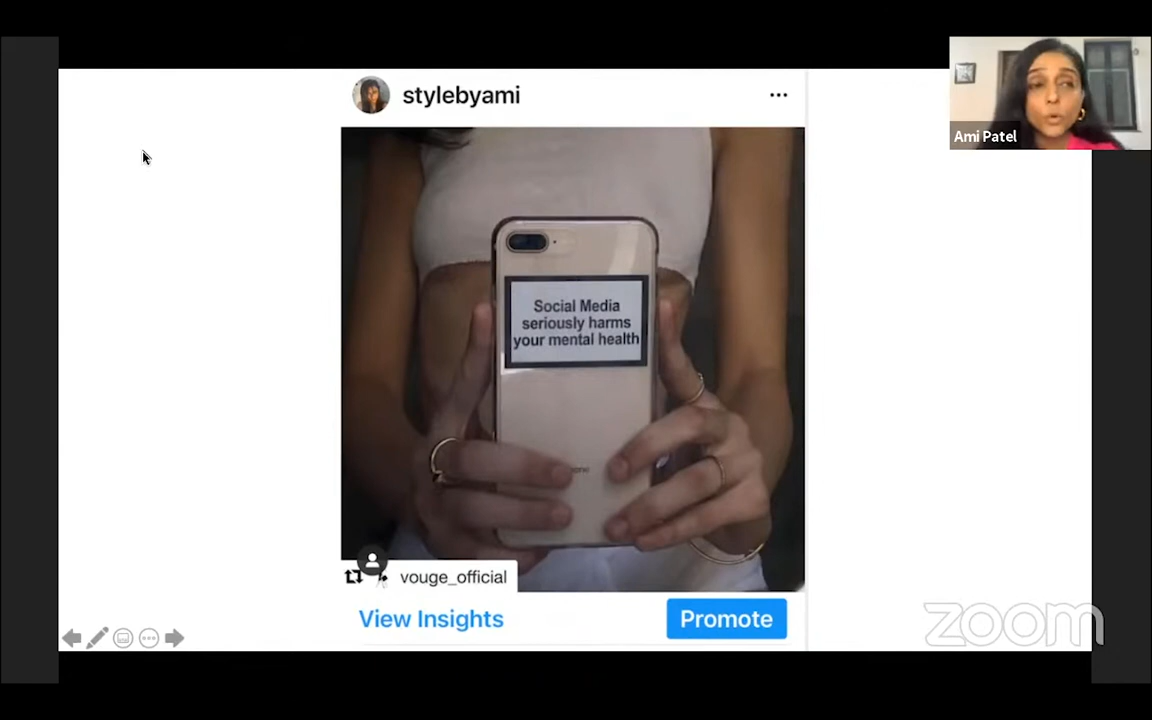 stylebyami
Ami Patel
Social Media
seriously harms
your mental health
vouge_official
View Insights
Promote
zoom